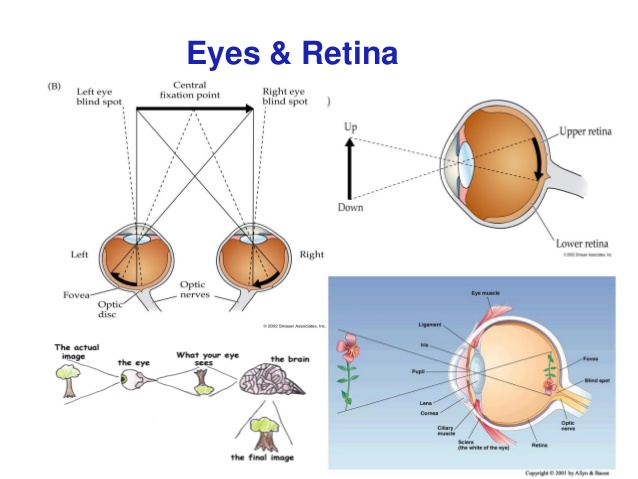 Eyes & Retina
(B)
Left eye
blind spot
Central
fixation point
Right eye
blind spot
Left
Right
Fovea
Optic
disc
Optic
nerves
© 2002 Sinauer Associates, Inc.
)
Up
Down
Upper retina
Lower retina
© 2002 Sinauer Associates, Inc.
The actual
image
the eye
What your eye
sees
the brain
the final image
Eye muscle
Ligament
Iris
Pupil
Lens
Cornea
Ciliary
muscle
Sclera
(the white of the eye)
Retina
Optic
nerve
Blind spot
Fovea
Copyright © 2001 by Allyn & Bacon